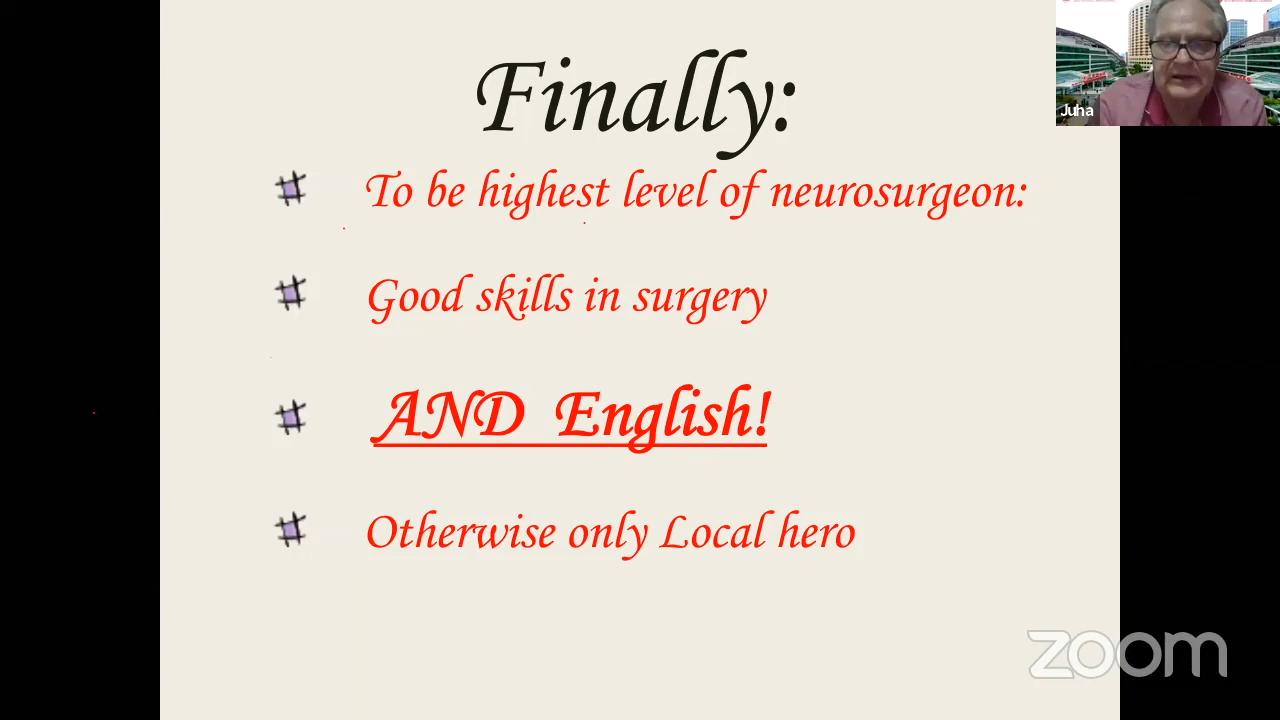 Finally:
Juha
To be highest level of neurosurgeon:
Good skills in surgery
AND English!
Otherwise only Local hero
zoom